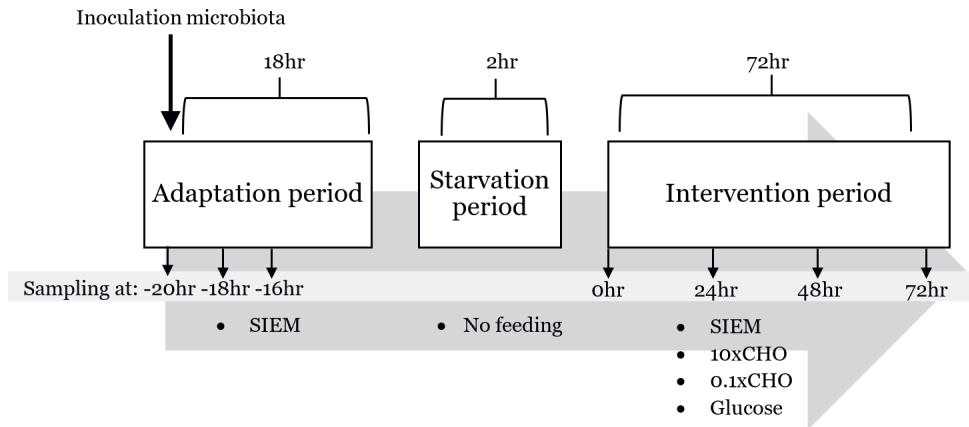 Inoculation microbiota
18hr
2hr
72hr
Adaptation period
Starvation
period
Intervention period
Sampling at: -20hr -18hr -16hr
0hr
24hr
48hr
72hr
• SIEM
• No feeding
• SIEM
• 10xCHO
• 0.1xCHO
• Glucose